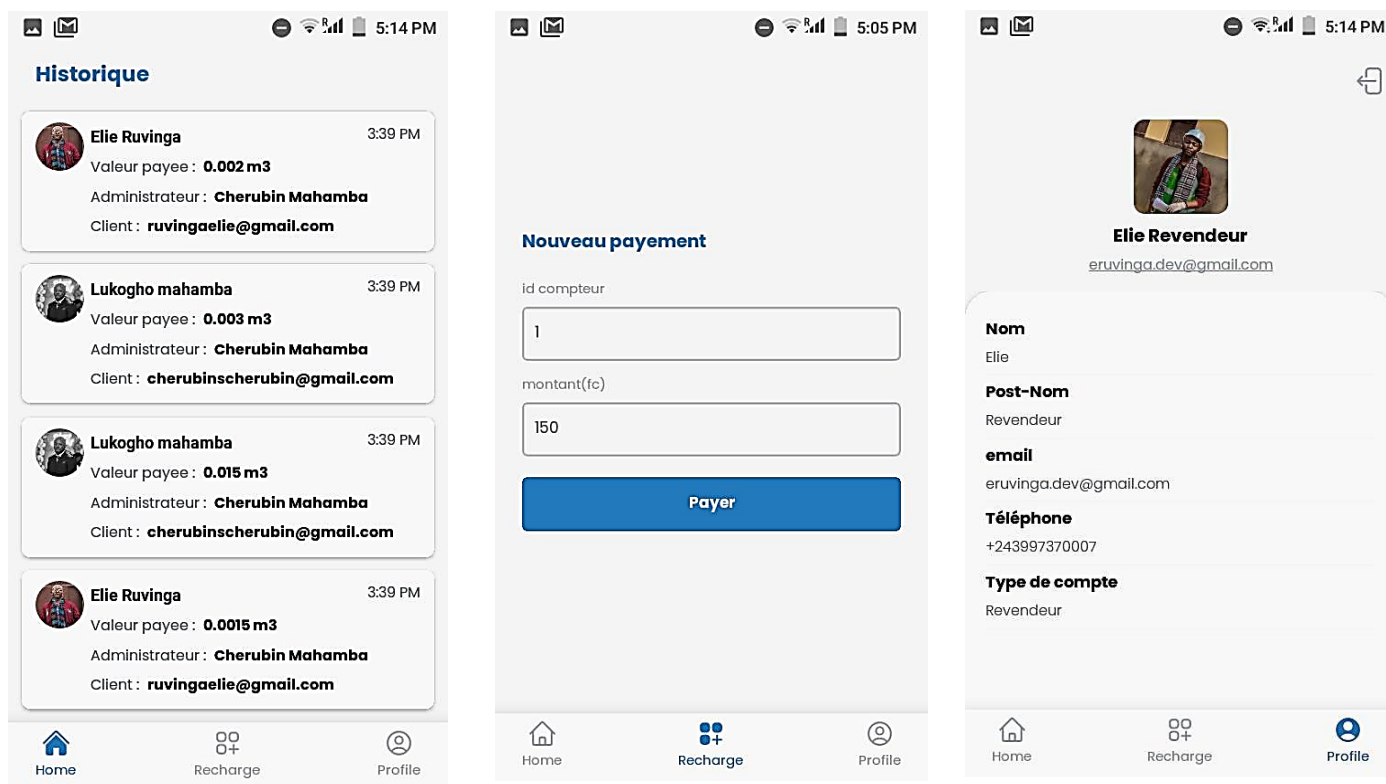 5:14 PM
Historique
Elie Ruvinga 3:39 PM
Valeur payee : 0.002 m3
Administrateur : Cherubin Mahamba
Client : ruvingaelie@gmail.com
Lukogho mahamba 3:39 PM
Valeur payee : 0.003 m3
Administrateur : Cherubin Mahamba
Client : cherubinscherubin@gmail.com
Lukogho mahamba 3:39 PM
Valeur payee : 0.015 m3
Administrateur : Cherubin Mahamba
Client : cherubinscherubin@gmail.com
Elie Ruvinga 3:39 PM
Valeur payee : 0.0015 m3
Administrateur : Cherubin Mahamba
Client : ruvingaelie@gmail.com
Home Recharge Profile
R 5:05 PM
Nouveau payement
id compteur
1
montant(fc)
150
Payer
Home Recharge Profile
R 5:14 PM
Elie Revendeur
eruvinga.dev@gmail.com
Nom
Elie
Post-Nom
Revendeur
email
eruvinga.dev@gmail.com
Téléphone
+243997370007
Type de compte
Revendeur
Home Recharge Profile